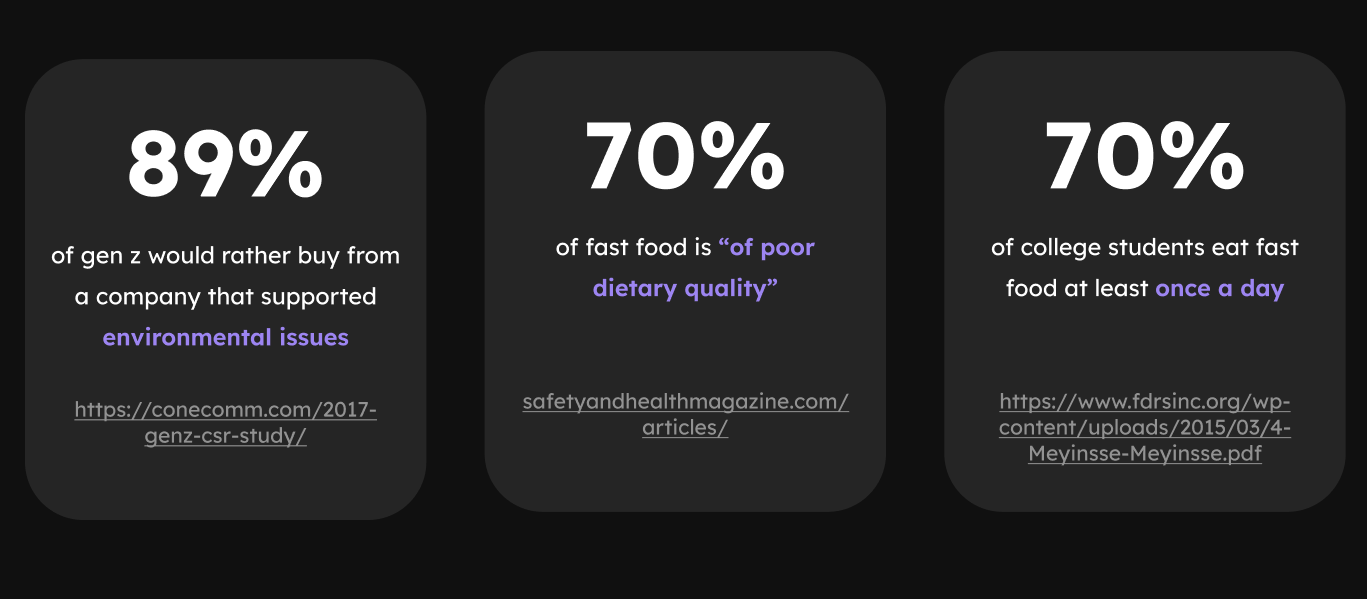 89%
of gen z would rather buy from
a company that supported
environmental issues
https://conecomm.com/2017-
genz-csr-study/
70%
of fast food is “of poor
dietary quality”
safetyandhealthmagazine.com/
articles/
70%
of college students eat fast
food at least once a day
https://www.fdrsinc.org/wp-
content/uploads/2015/03/4-
Meyinsse-Meyinsse.pdf